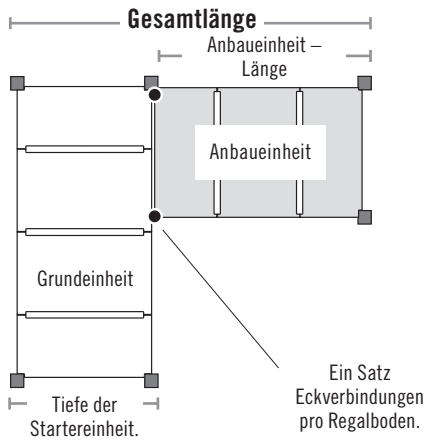 Gesamtlänge
Anbaueinheit –
Länge
Anbaueinheit
Grundeinheit
Ein Satz
Eckverbindungen
pro Regalboden.
Tiefe der
Startereinheit.